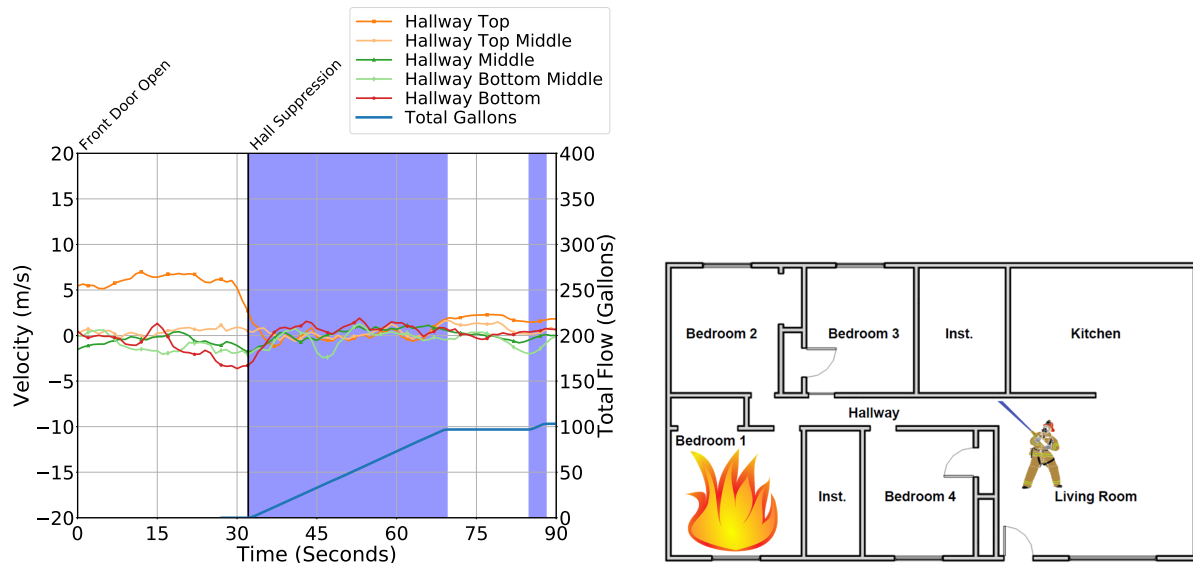 Hallway Top
Hallway Top Middle
Hallway Middle
Hallway Bottom Middle
Hallway Bottom
Total Gallons
Front Door Open
Hall Suppression
20
15
10
5
0
−5
−10
−15
−20
Velocity (m/s)
400
350
300
250
200
150
100
50
0
Total Flow (Gallons)
0 15 30 45 60 75 90
Time (Seconds)
Bedroom 2
Bedroom 3
Inst.
Kitchen
Hallway
Bedroom 1
Inst.
Bedroom 4
Living Room